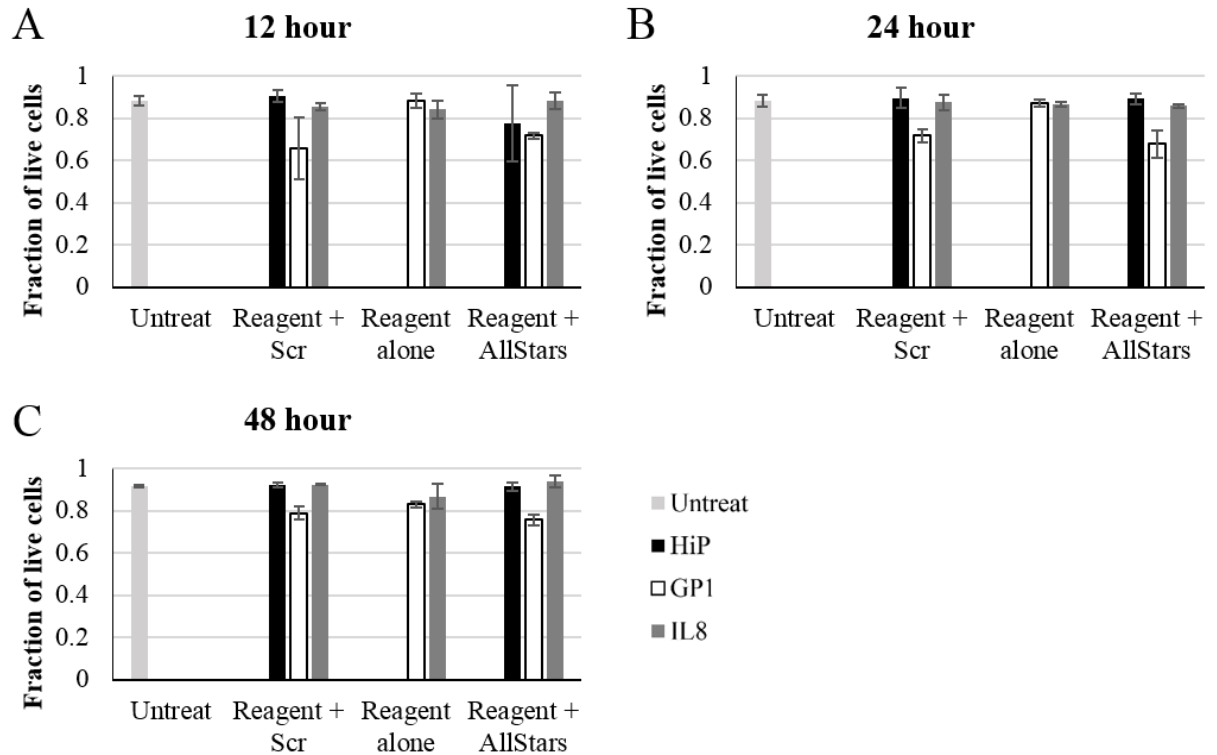 A
12 hour
Fraction of live cells
1
0.8
0.6
0.4
0.2
0
Untreat
Reagent +
Scr
Reagent
alone
Reagent +
AllStars
B
24 hour
Fraction of live cells
1
0.8
0.6
0.4
0.2
0
Untreat
Reagent +
Scr
Reagent
alone
Reagent +
AllStars
C
48 hour
Fraction of live cells
1
0.8
0.6
0.4
0.2
0
Untreat
Reagent +
Scr
Reagent
alone
Reagent +
AllStars
Untreat
HiP
GP1
IL8